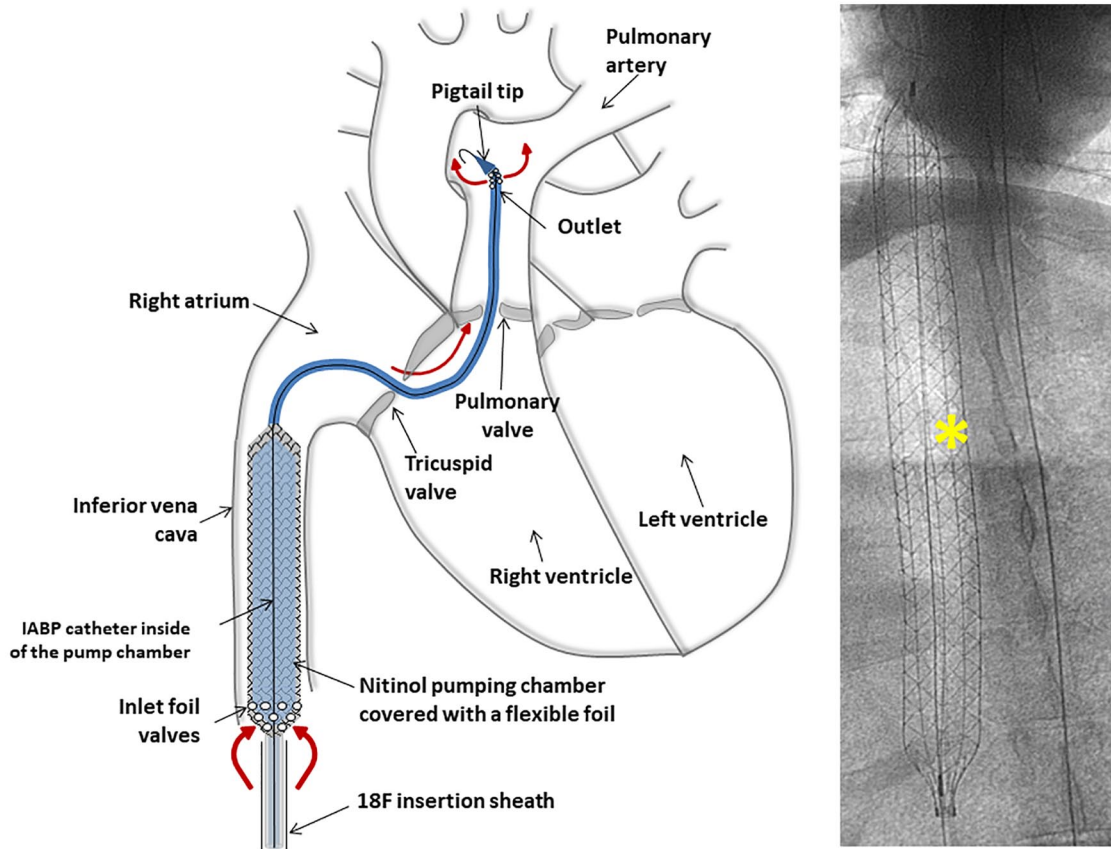 Pulmonary
artery
Pigtail tip
Outlet
Right atrium
Pulmonary
valve
Tricuspid
valve
Inferior vena
cava
Left ventricle
Right ventricle
IABP catheter inside
of the pump chamber
Nitinol pumping chamber
covered with a flexible foil
Inlet foil
valves
18F insertion sheath
*